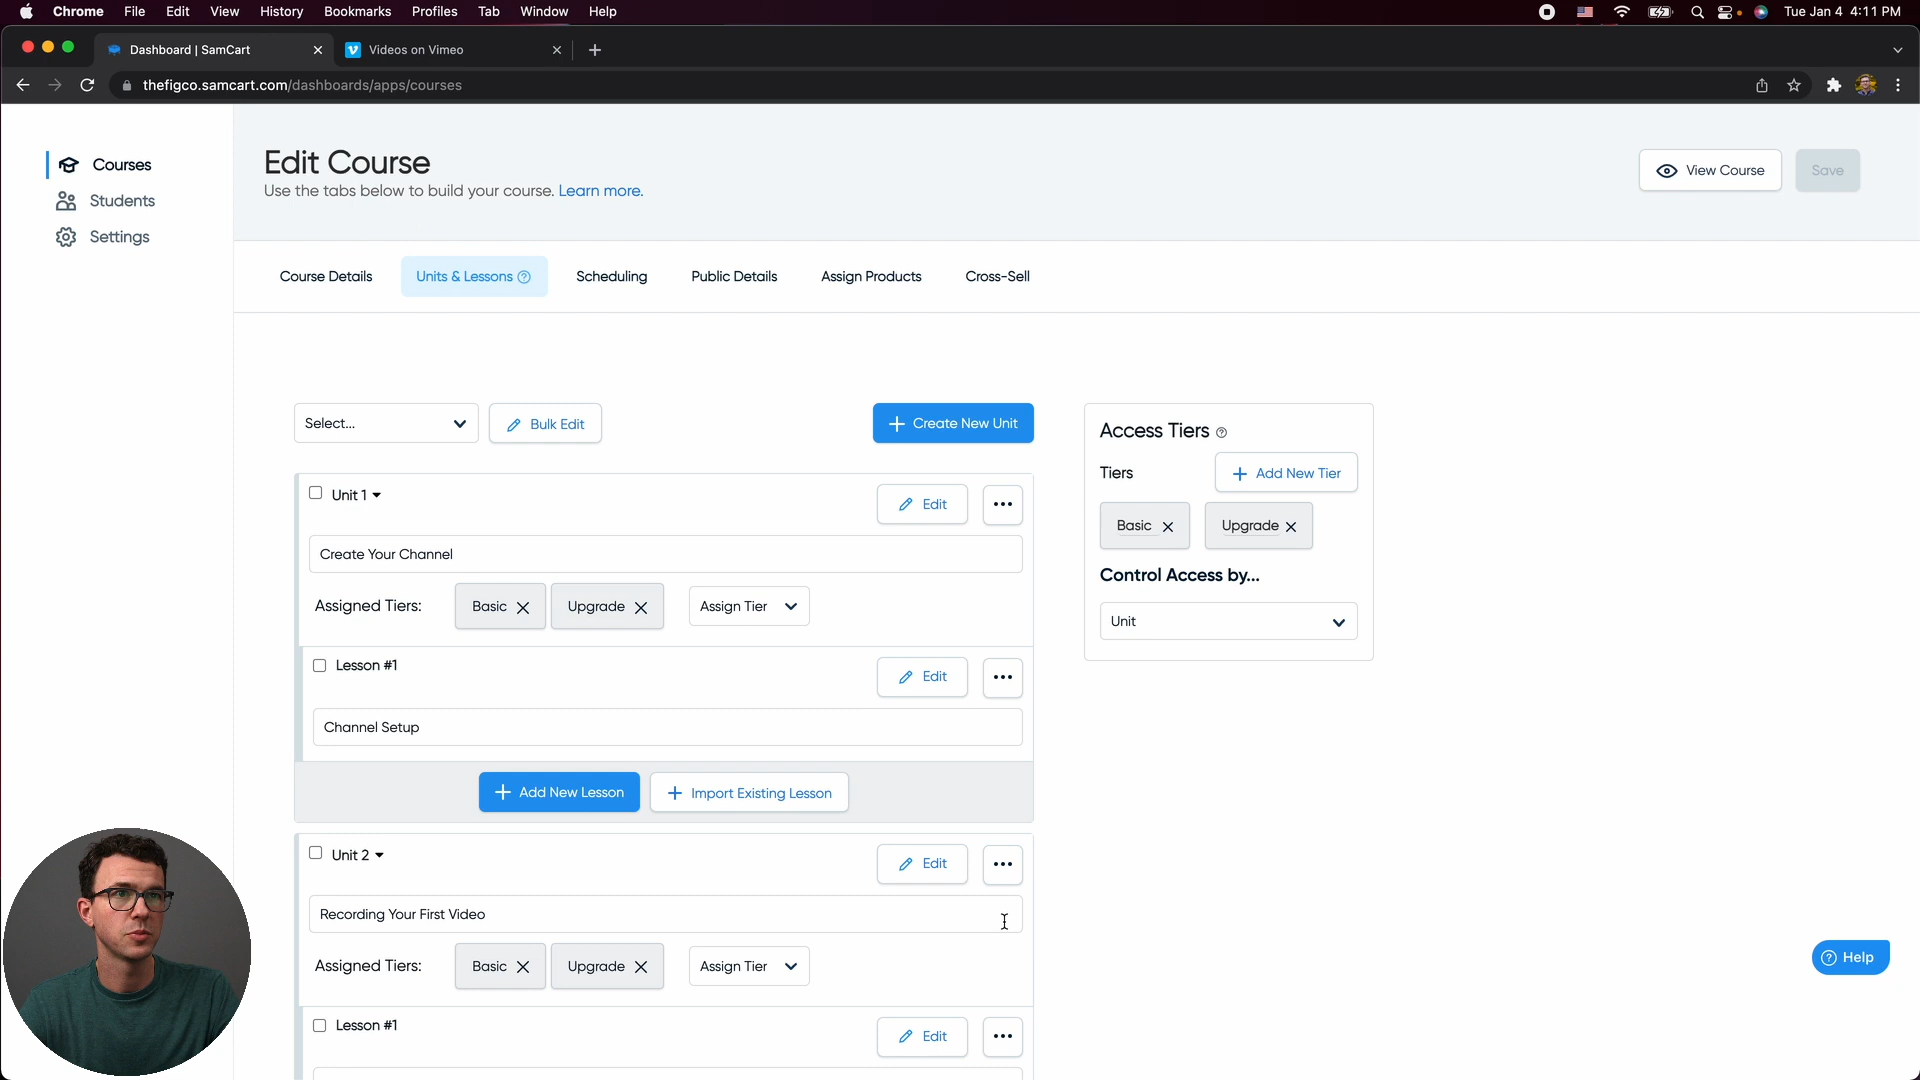 Chrome File Edit View History Bookmarks Profiles Tab Window Help Tue Jan 4 4:11 PM
Dashboard | SamCart Videos on Vimeo
thefigco.samcart.com/dashboards/apps/courses
Courses
Students
Settings
Edit Course
Use the tabs below to build your course. Learn more.
View Course
Save
Course Details Units & Lessons Scheduling Public Details Assign Products Cross-Sell
Select... Bulk Edit Create New Unit
Unit 1 Edit
Create Your Channel
Assigned Tiers: Basic Upgrade Assign Tier
Lesson #1 Edit
Channel Setup
Add New Lesson Import Existing Lesson
Unit 2 Edit
Recording Your First Video
Assigned Tiers: Basic Upgrade Assign Tier
Lesson #1 Edit
Access Tiers
Tiers Add New Tier
Basic Upgrade
Control Access by...
Unit
Help